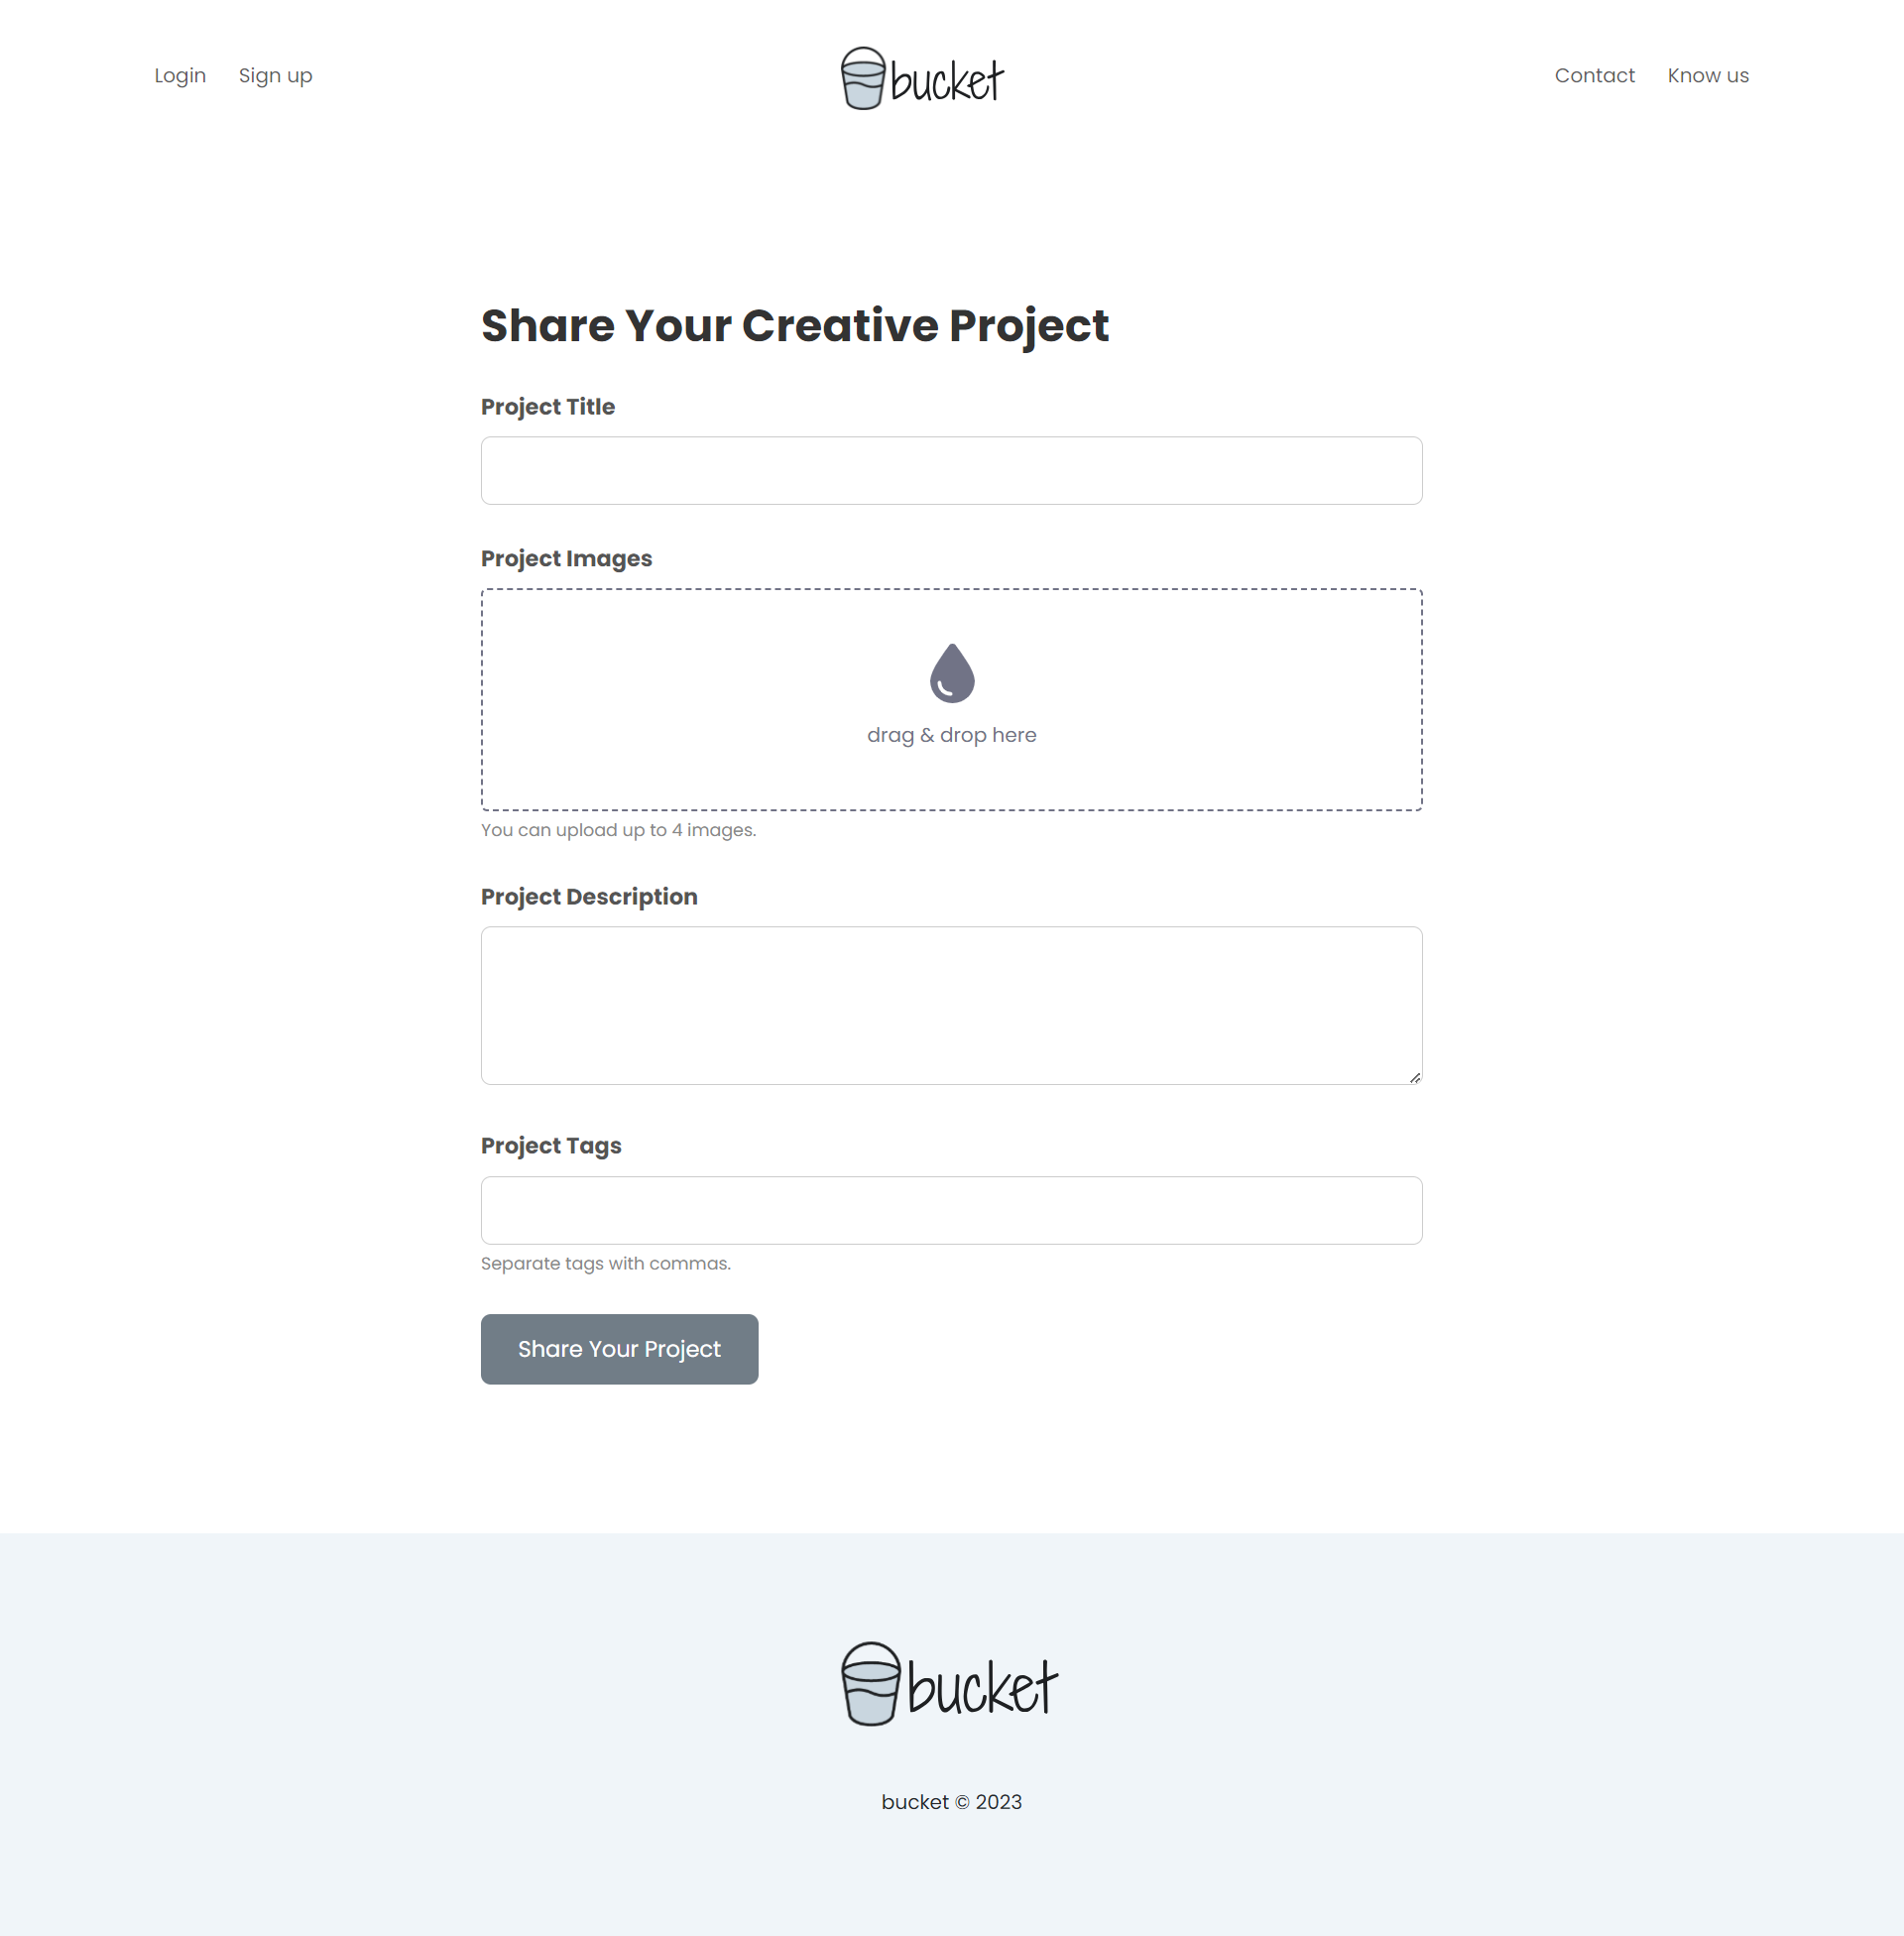 Login Sign up bucket Contact Know us
Share Your Creative Project
Project Title
Project Images
drag & drop here
You can upload up to 4 images.
Project Description
Project Tags
Separate tags with commas.
Share Your Project
bucket
bucket © 2023